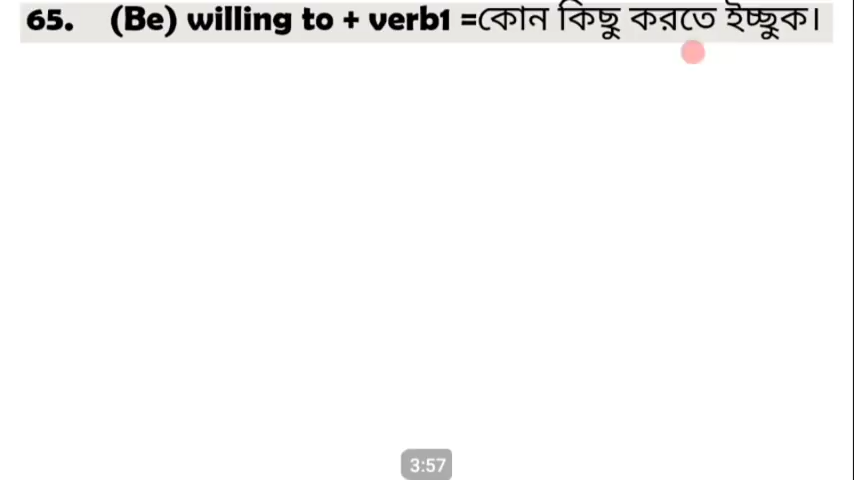 65. (Be) willing to + verb1 =কোন কিছু করতে ইচ্ছুক।
3:57